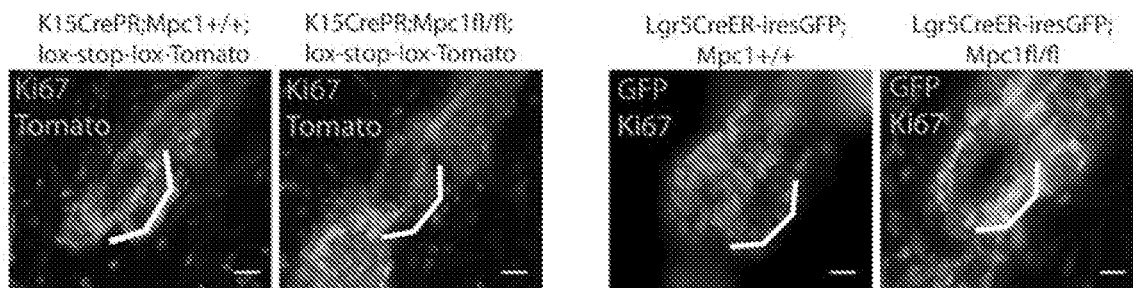 K15CrePR;Mpc1+/+;
lox-stop-lox-Tomato
K15CrePR;Mpc1fl/fl;
lox-stop-lox-Tomato
Lgr5CreER-iresGFP;
Mpc1+/+
Lgr5CreER-iresGFP;
Mpc1fl/fl
Ki67
Tomato
Ki67
Tomato
GFP
Ki67
GFP
Ki67